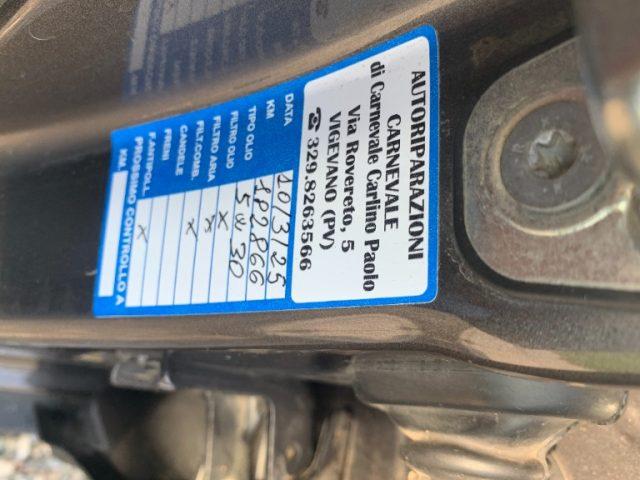 AUTORIPARAZIONI
CARNEVALE
di Carnevale Carlino Paolo
Via Rovereto, 5
VIGEVANO (PV)
☎ 329.8263566
DATA 10/3/25
KM 182866
TIPO OLIO 5w30
FILTRO OLIO x
FILTRO ARIA x
FILT.COMB. x
CANDELE
FRENI
F.ANTIPOLL. x
PROSSIMO CONTROLLO A
KM